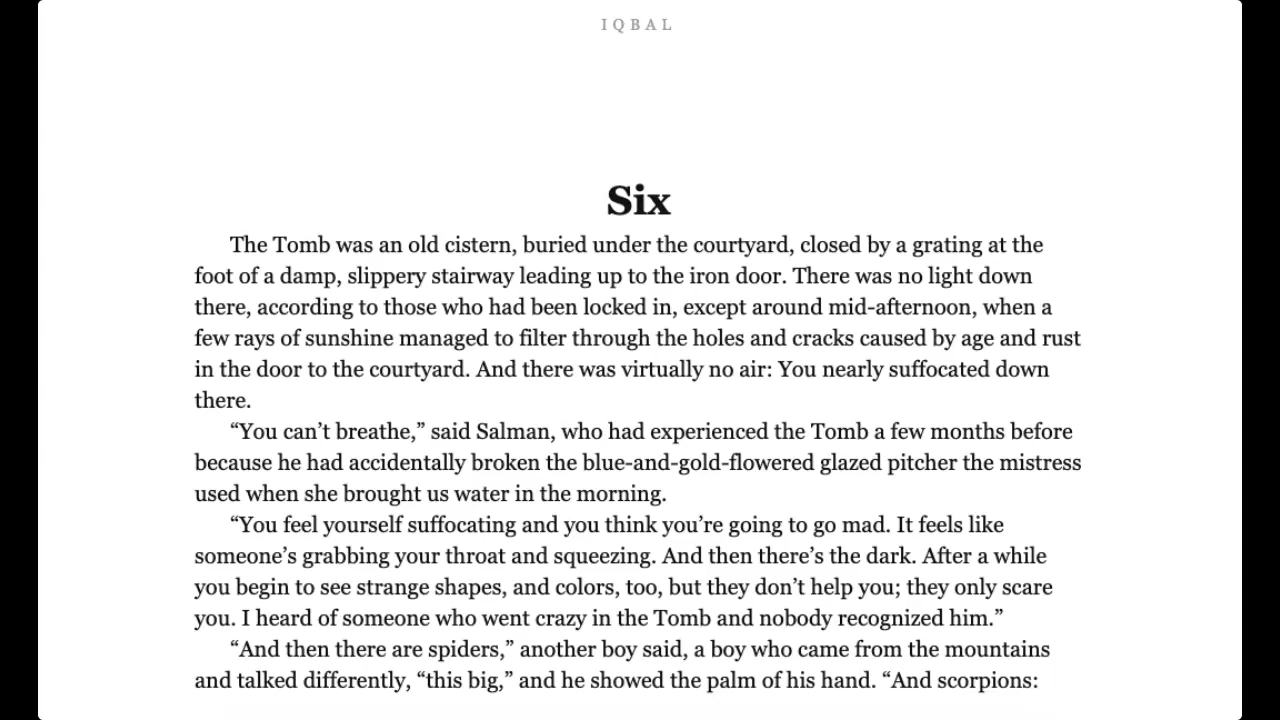 IQBAL
Six
The Tomb was an old cistern, buried under the courtyard, closed by a grating at the
foot of a damp, slippery stairway leading up to the iron door. There was no light down
there, according to those who had been locked in, except around mid-afternoon, when a
few rays of sunshine managed to filter through the holes and cracks caused by age and rust
in the door to the courtyard. And there was virtually no air: You nearly suffocated down
there.
“You can’t breathe,” said Salman, who had experienced the Tomb a few months before
because he had accidentally broken the blue-and-gold-flowered glazed pitcher the mistress
used when she brought us water in the morning.
“You feel yourself suffocating and you think you’re going to go mad. It feels like
someone’s grabbing your throat and squeezing. And then there’s the dark. After a while
you begin to see strange shapes, and colors, too, but they don’t help you; they only scare
you. I heard of someone who went crazy in the Tomb and nobody recognized him.”
“And then there are spiders,” another boy said, a boy who came from the mountains
and talked differently, “this big,” and he showed the palm of his hand. “And scorpions: